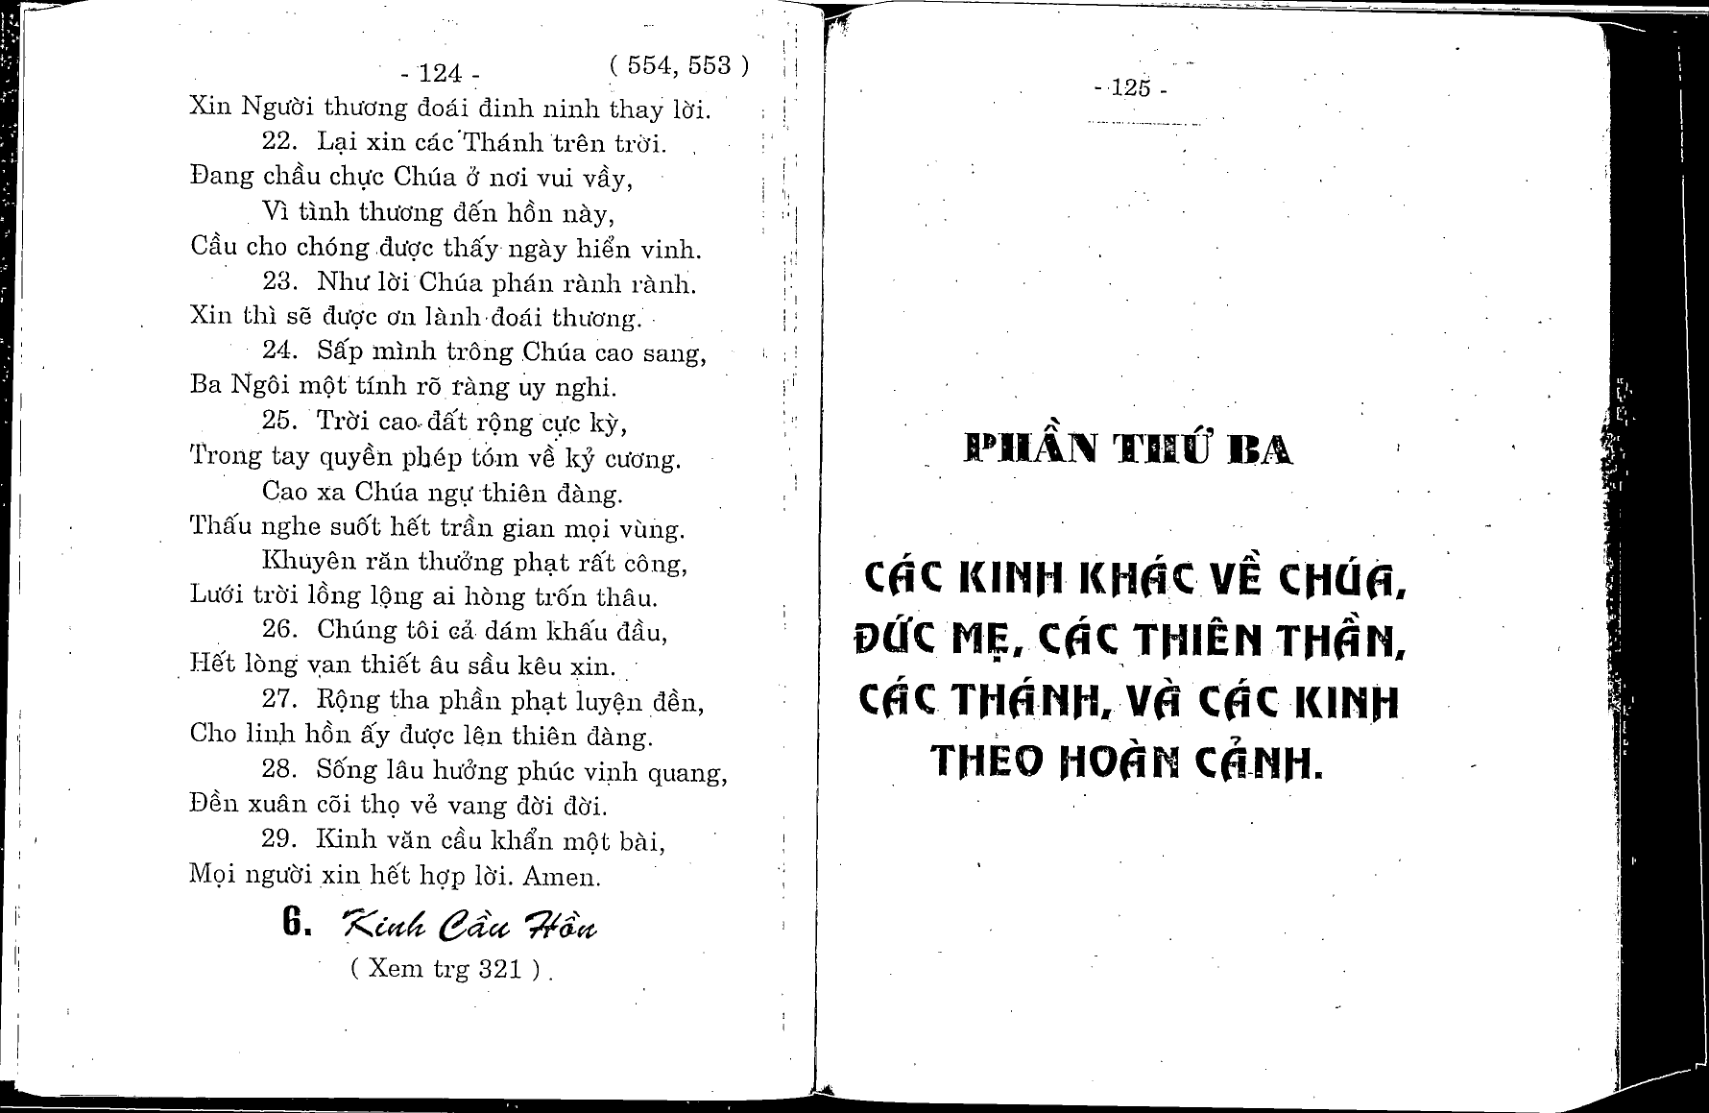 - 124 -
( 554, 553 )
Xin Người thương đoái đinh ninh thay lời.
22. Lại xin các Thánh trên trời.
Đang chầu chực Chúa ở nơi vui vầy,
Vì tình thương đến hồn này,
Cầu cho chóng được thấy ngày hiển vinh.
23. Như lời Chúa phán rành rành.
Xin thì sẽ được ơn lành đoái thương.
24. Sấp mình trông Chúa cao sang,
Ba Ngôi một tính rõ ràng uy nghi.
25. Trời cao đất rộng cực kỳ,
Trong tay quyền phép tóm về kỷ cương.
Cao xa Chúa ngự thiên đàng.
Thấu nghe suốt hết trần gian mọi vùng.
Khuyên răn thưởng phạt rất công,
Lưới trời lồng lộng ai hòng trốn thâu.
26. Chúng tôi cả dám khấu đầu,
Hết lòng van thiết âu sầu kêu xin.
27. Rộng tha phần phạt luyện đền,
Cho linh hồn ấy được lên thiên đàng.
28. Sống lâu hưởng phúc vinh quang,
Đền xuân cõi thọ vẻ vang đời đời.
29. Kinh văn cầu khẩn một bài,
Mọi người xin hết hợp lời. Amen.
6. Kinh Cầu Hồn
( Xem trg 321 ).
- 125 -
PHẦN THỨ BA
CÁC KINH KHÁC VỀ CHÚA,
ĐỨC MẸ, CÁC THIÊN THẦN,
CÁC THÁNH, VÀ CÁC KINH
THEO HOÀN CẢNH.